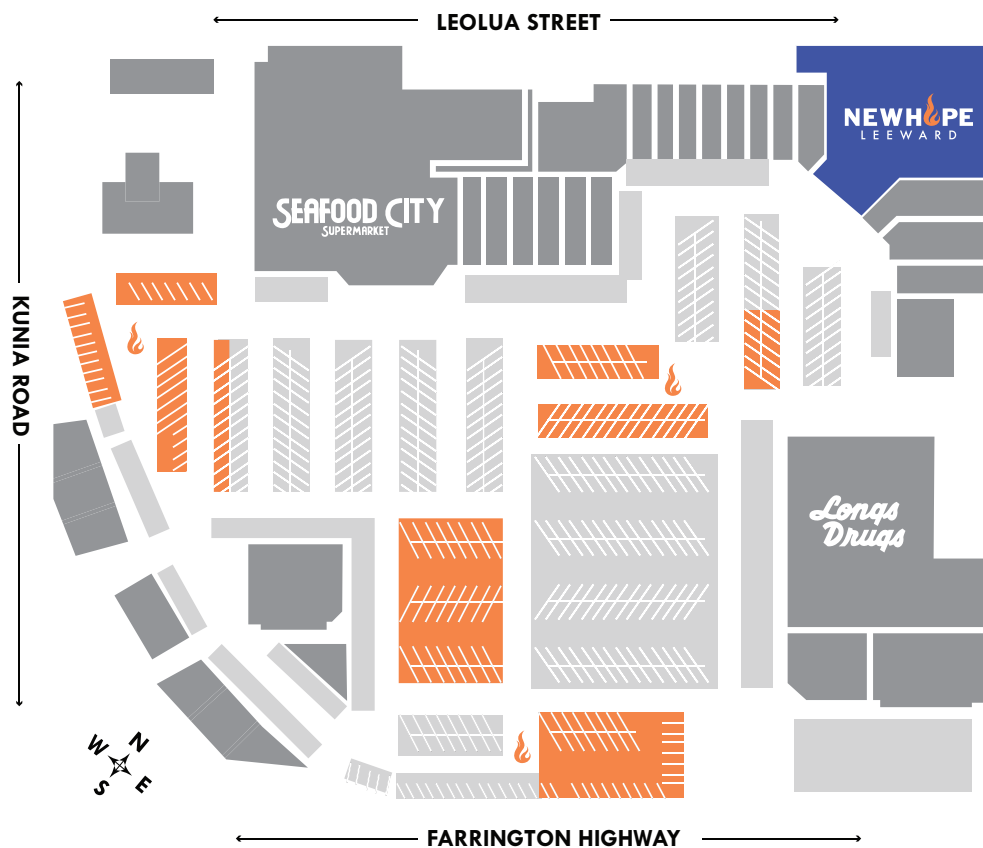 LEOLUA STREET
NEWHOPE
LEEWARD
SEAFOOD CITY
SUPERMARKET
KUNIA ROAD
Longs
Drugs
N
W
S
E
FARRINGTON HIGHWAY